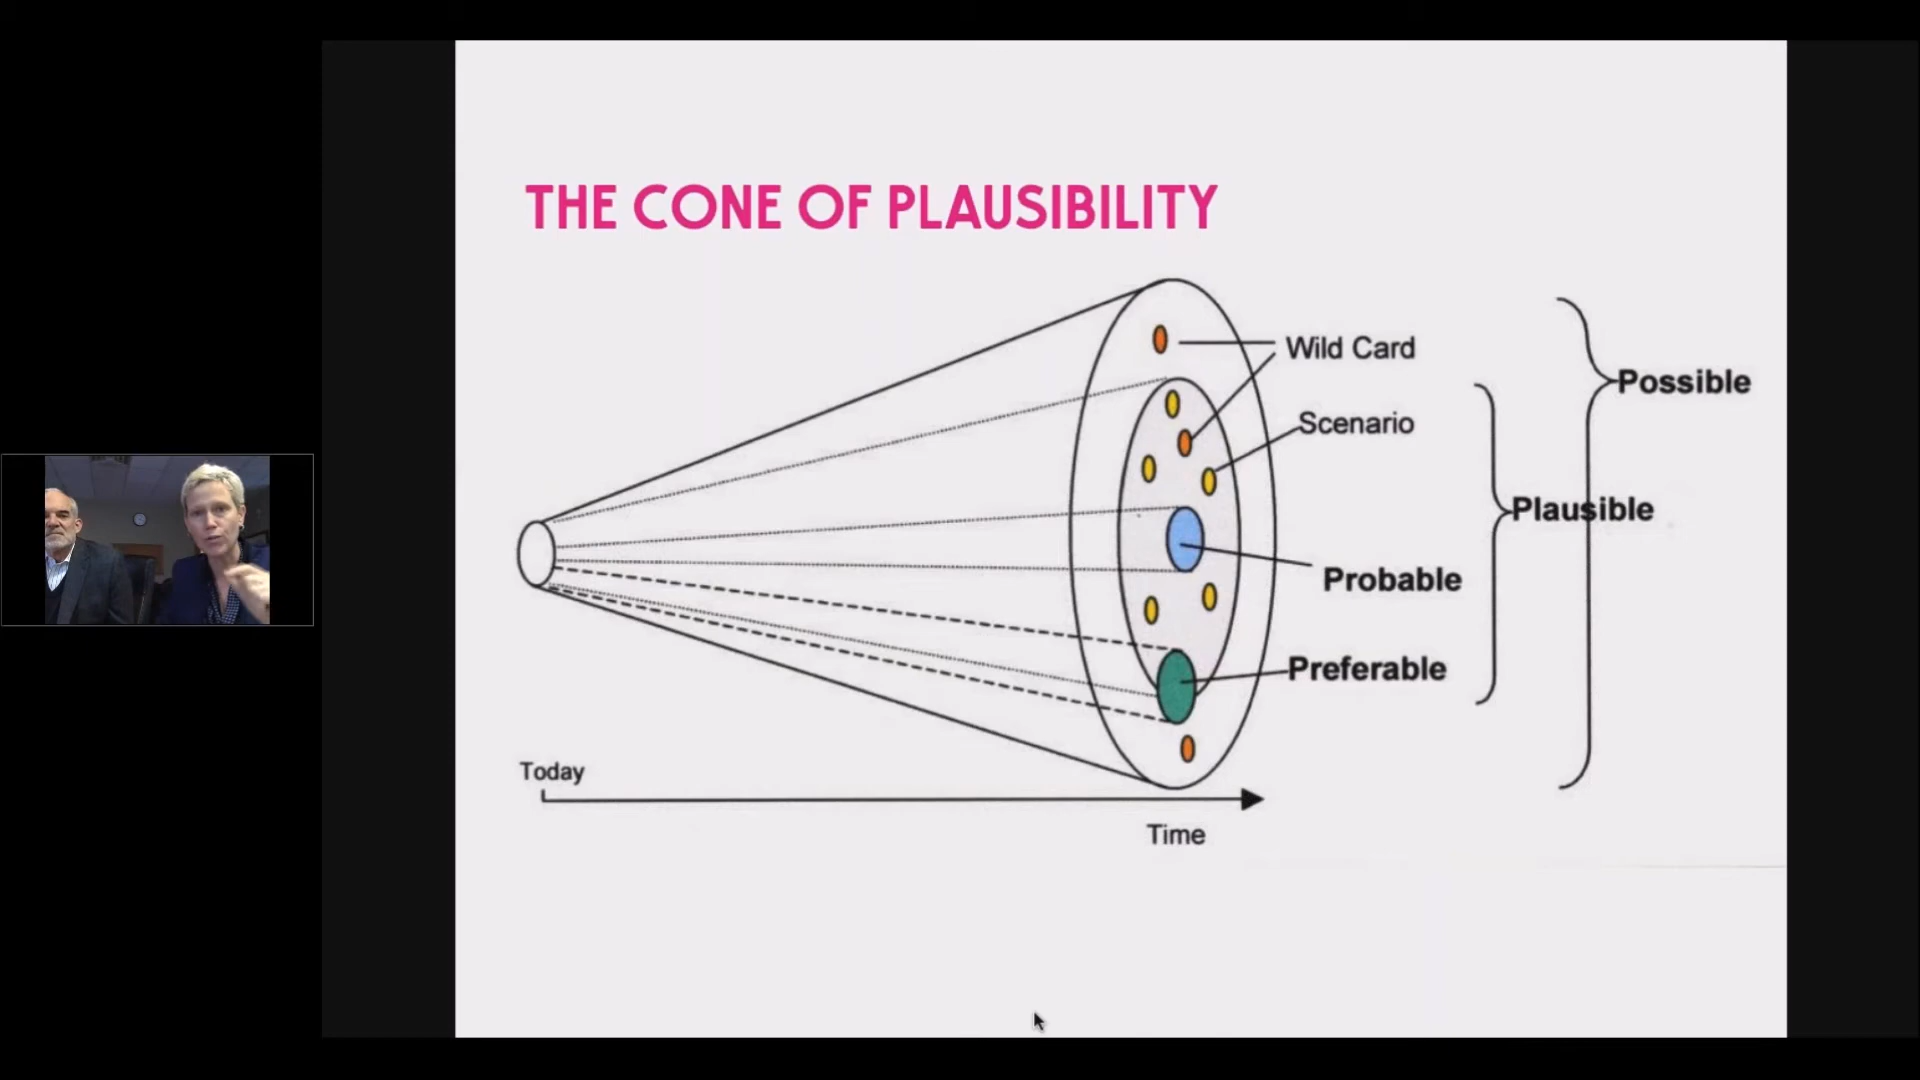 THE CONE OF PLAUSIBILITY
Wild Card
Possible
Scenario
Plausible
Probable
Preferable
Today
Time